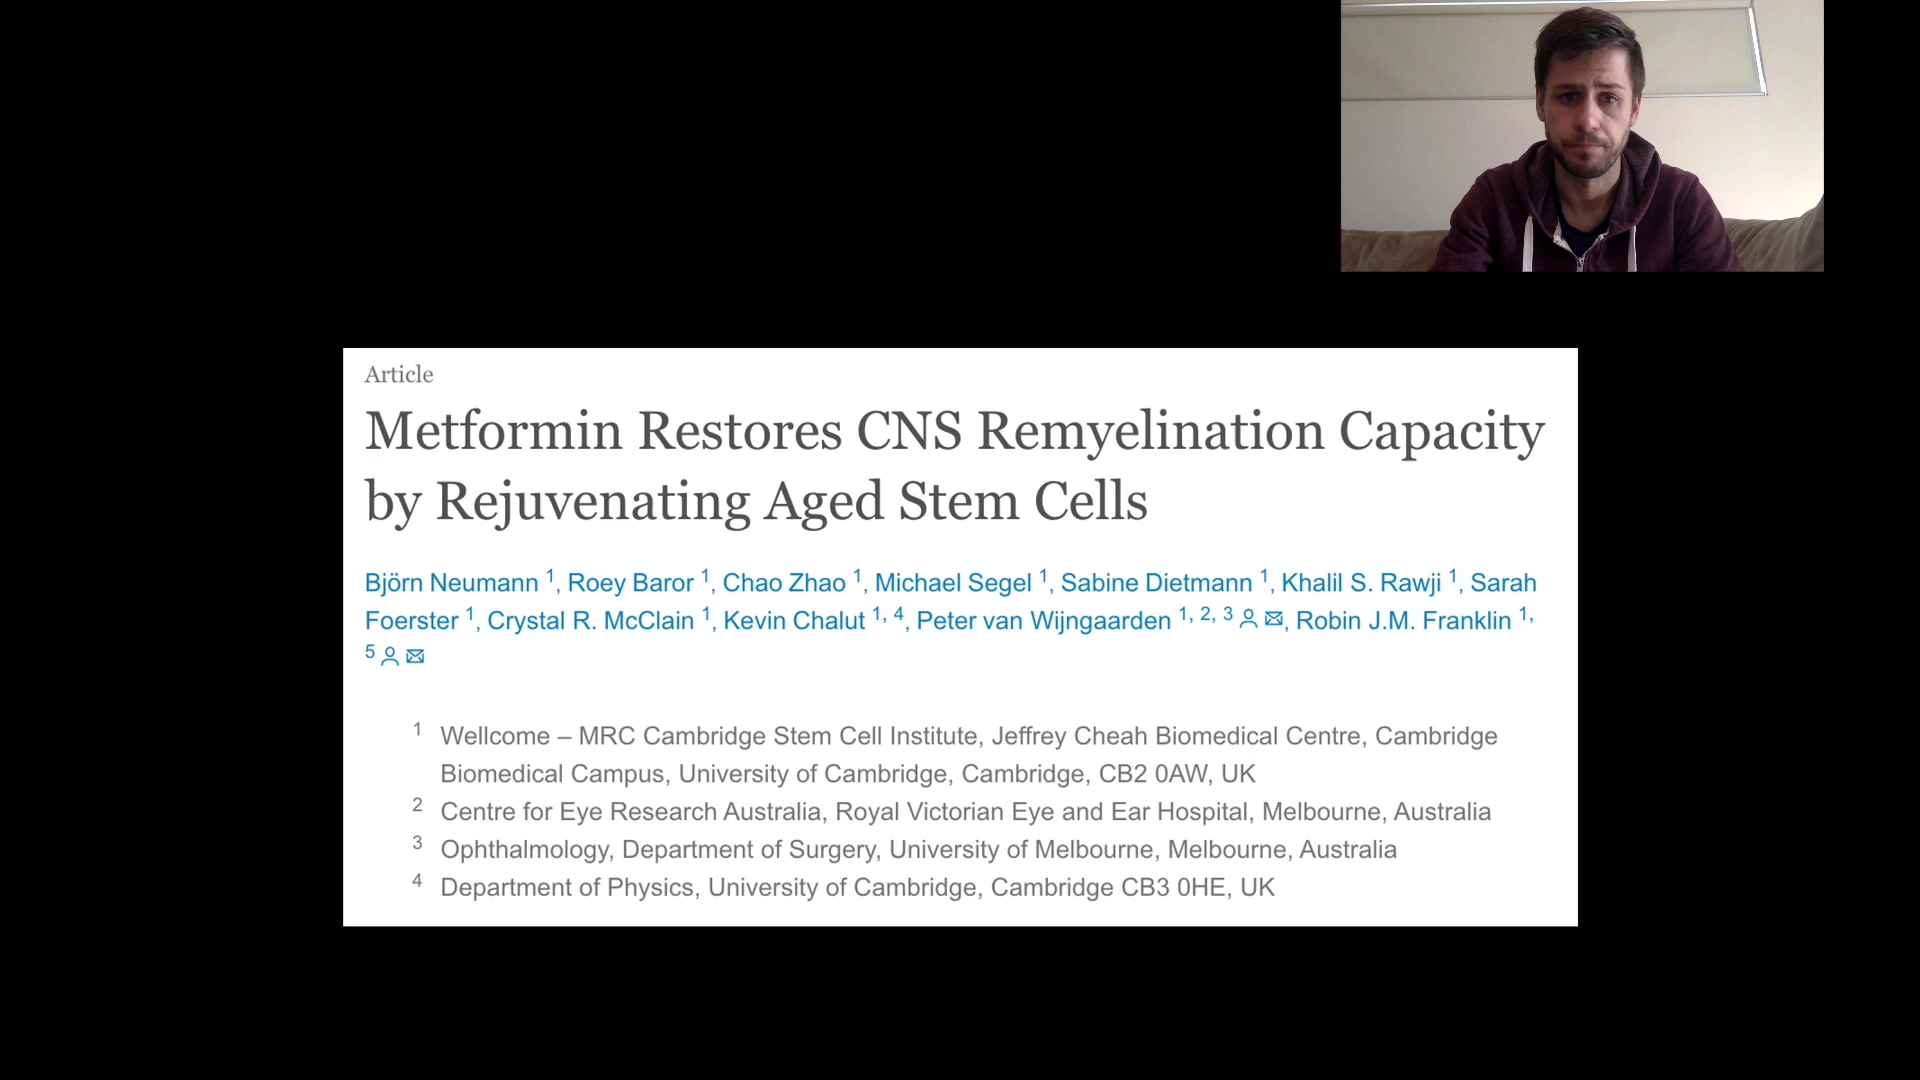 Article
Metformin Restores CNS Remyelination Capacity
by Rejuvenating Aged Stem Cells
Björn Neumann 1, Roey Baror 1, Chao Zhao 1, Michael Segel 1, Sabine Dietmann 1, Khalil S. Rawji 1, Sarah
Foerster 1, Crystal R. McClain 1, Kevin Chalut 1, 4, Peter van Wijngaarden 1, 2, 3, Robin J.M. Franklin 1,
5
1 Wellcome – MRC Cambridge Stem Cell Institute, Jeffrey Cheah Biomedical Centre, Cambridge
Biomedical Campus, University of Cambridge, Cambridge, CB2 0AW, UK
2 Centre for Eye Research Australia, Royal Victorian Eye and Ear Hospital, Melbourne, Australia
3 Ophthalmology, Department of Surgery, University of Melbourne, Melbourne, Australia
4 Department of Physics, University of Cambridge, Cambridge CB3 0HE, UK